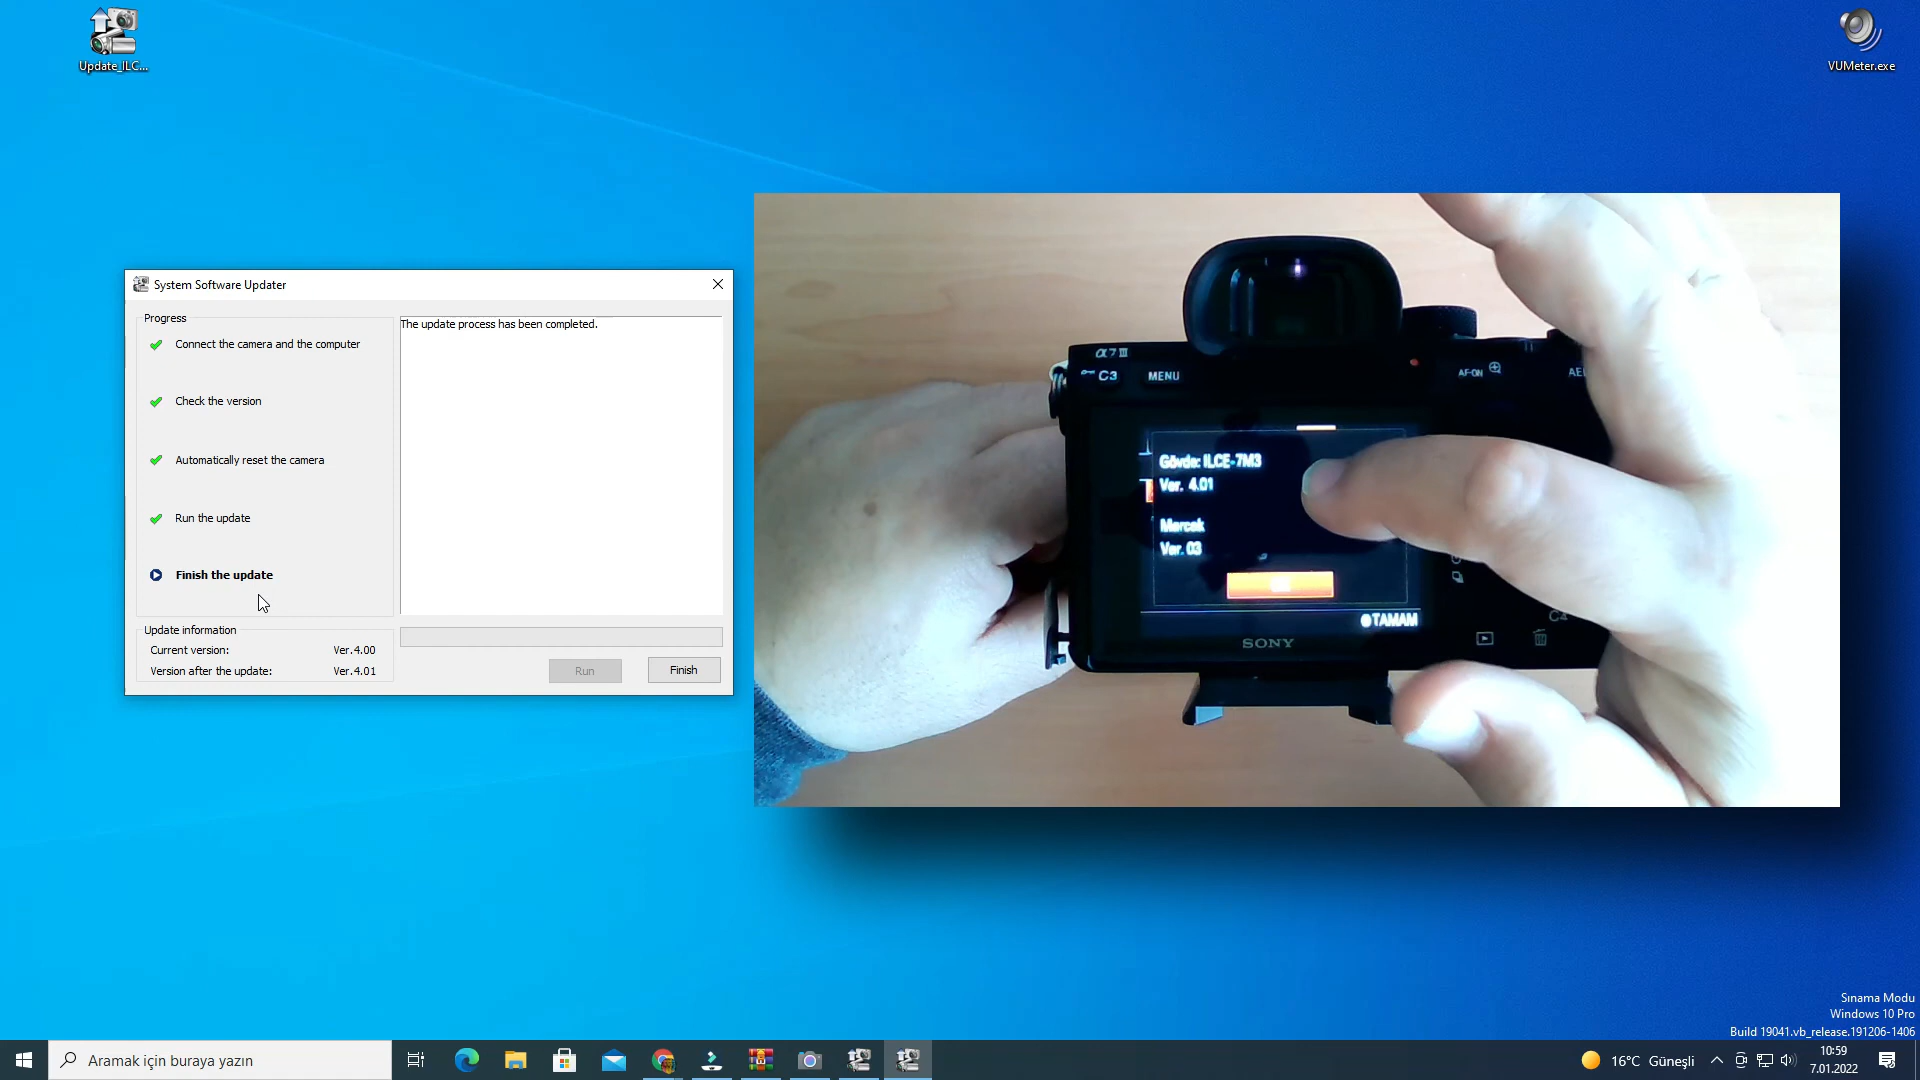 Update_ILC...
VUMeter.exe
System Software Updater
Progress
Connect the camera and the computer
Check the version
Automatically reset the camera
Run the update
Finish the update
The update process has been completed.
Update information
Current version: Ver.4.00
Version after the update: Ver.4.01
Run
Finish
α7III
C3 MENU
AF-ON
AEL
Gövde: ILCE-7M3
Ver. 4.01
Mercek
Ver. 03
TAMAM
C4
SONY
Sınama Modu
Windows 10 Pro
Build 19041.vb_release.191206-1406
Aramak için buraya yazın
16°C Güneşli
10:59
7.01.2022